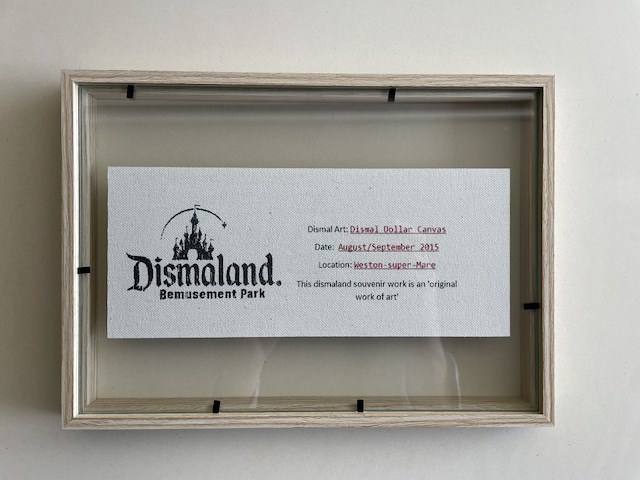 Dismaland.
Bemusement Park
Dismal Art: Dismal Dollar Canvas
Date: August/September 2015
Location: Weston-super-Mare
This dismaland souvenir work is an 'original
work of art'